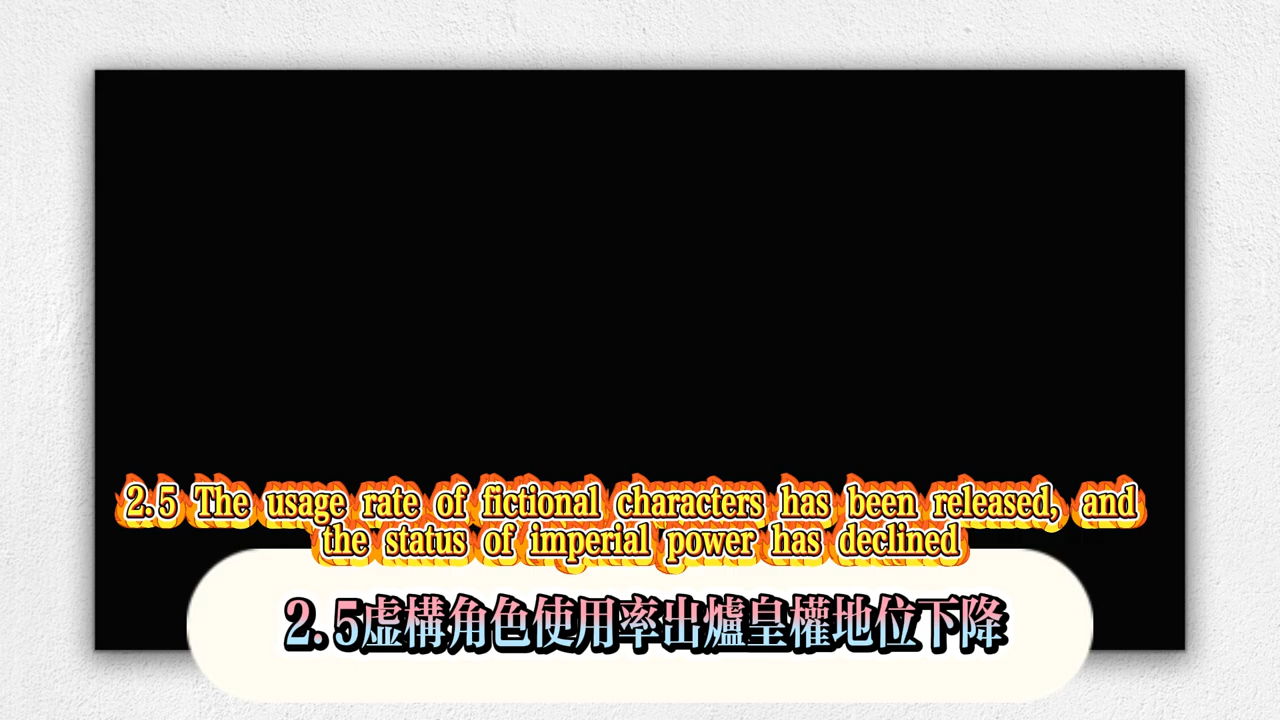 2.5 The usage rate of fictional characters has been released, and
the status of imperial power has declined
2.5虚構角色使用率出爐皇權地位下降